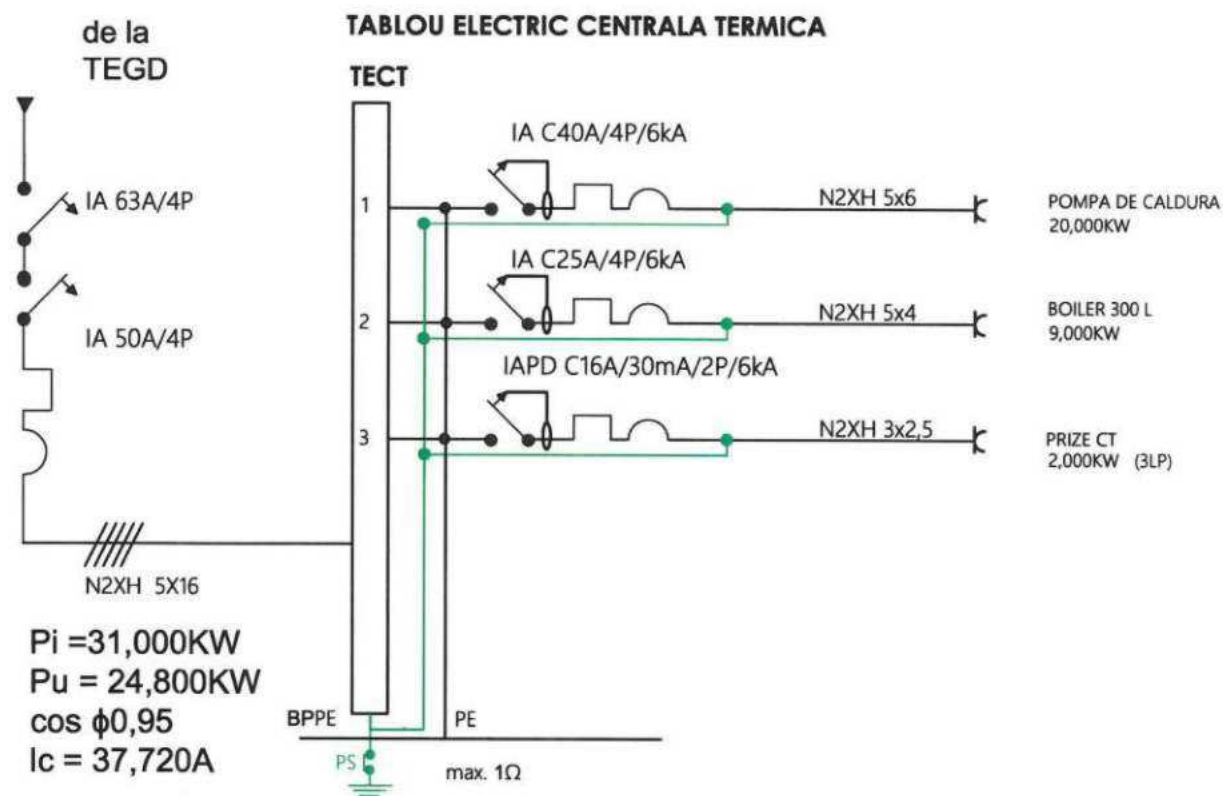 de la
TEGD
TABLOU ELECTRIC CENTRALA TERMICA
TECT
IA 63A/4P
IA 50A/4P
N2XH 5X16
Pi =31,000KW
Pu = 24,800KW
cos ϕ0,95
Ic = 37,720A
1
IA C40A/4P/6kA
N2XH 5x6
POMPA DE CALDURA
20,000KW
2
IA C25A/4P/6kA
N2XH 5x4
BOILER 300 L
9,000KW
3
IAPD C16A/30mA/2P/6kA
N2XH 3x2,5
PRIZE CT
2,000KW (3LP)
BPPE
PE
PS
max. 1Ω